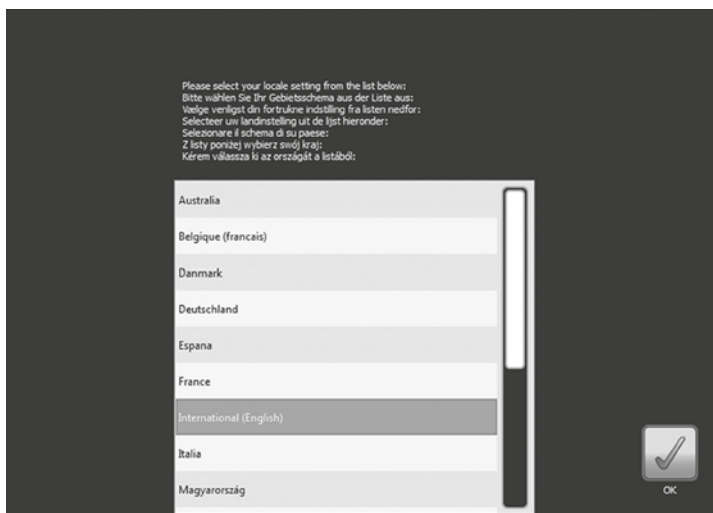 Please select your locale setting from the list below:
Bitte wählen Sie Ihr Gebietsschema aus der Liste aus:
Vaelge venligst din fortrukne indstilling fra listen nedfor:
Selecteer uw landinstelling uit de lijst hieronder:
Selezionare il schema di su paese:
Z listy poniżej wybierz swój kraj:
Kérem válassza ki az országát a listából:
Australia
Belgique (francais)
Danmark
Deutschland
Espana
France
International (English)
Italia
Magyarország
OK